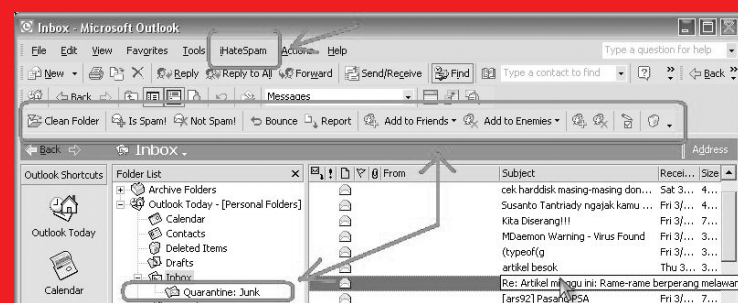 Inbox - Microsoft Outlook
File Edit View Favorites Tools iHateSpam Actions Help Type a question for help
New Reply Reply to All Forward Send/Receive Find Type a contact to find Back
Back Messages
Clean Folder Is Spam! Not Spam! Bounce Report Add to Friends Add to Enemies
Back Inbox Address
Outlook Shortcuts Folder List X From Subject Recei... Size
Archive Folders cek harddisk masing-masing don... Sat 3... 4...
Outlook Today - [Personal Folders] Susanto Tantriady ngajak kamu ... Fri 3/... 4...
Outlook Today Calendar Kita Diserang!!! Fri 3/... 7...
Contacts MDaemon Warning - Virus Found Fri 3/... 3...
Deleted Items (typeof(g Fri 3/... 3...
Drafts artikel besok Thu 3... 3...
Inbox Re: Artikel minggu ini: Rame-rame berperang melawan
Calendar Quarantine: Junk [ars92] Pasang PSA Fri 3/... 7...